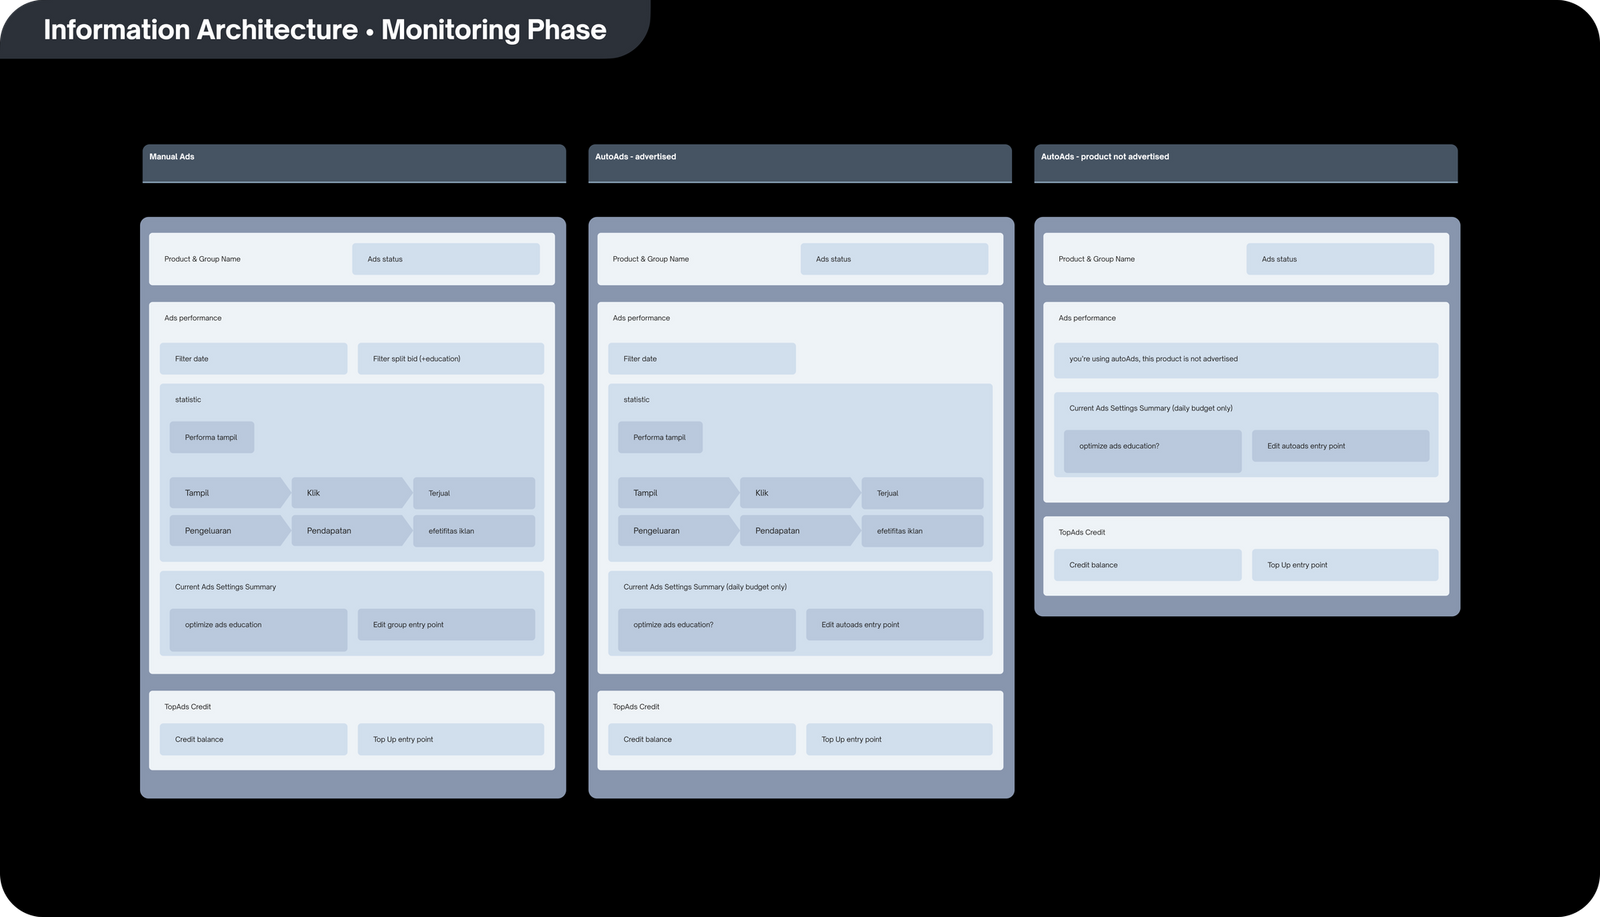 Information Architecture • Monitoring Phase
Manual Ads
Product & Group Name
Ads status
Ads performance
Filter date
Filter split bid (+education)
statistic
Performa tampil
Tampil
Klik
Terjual
Pengeluaran
Pendapatan
efetifitas iklan
Current Ads Settings Summary
optimize ads education
Edit group entry point
TopAds Credit
Credit balance
Top Up entry point
AutoAds - advertised
Product & Group Name
Ads status
Ads performance
Filter date
statistic
Performa tampil
Tampil
Klik
Terjual
Pengeluaran
Pendapatan
efetifitas iklan
Current Ads Settings Summary (daily budget only)
optimize ads education?
Edit autoads entry point
TopAds Credit
Credit balance
Top Up entry point
AutoAds - product not advertised
Product & Group Name
Ads status
Ads performance
you're using autoAds, this product is not advertised
Current Ads Settings Summary (daily budget only)
optimize ads education?
Edit autoads entry point
TopAds Credit
Credit balance
Top Up entry point